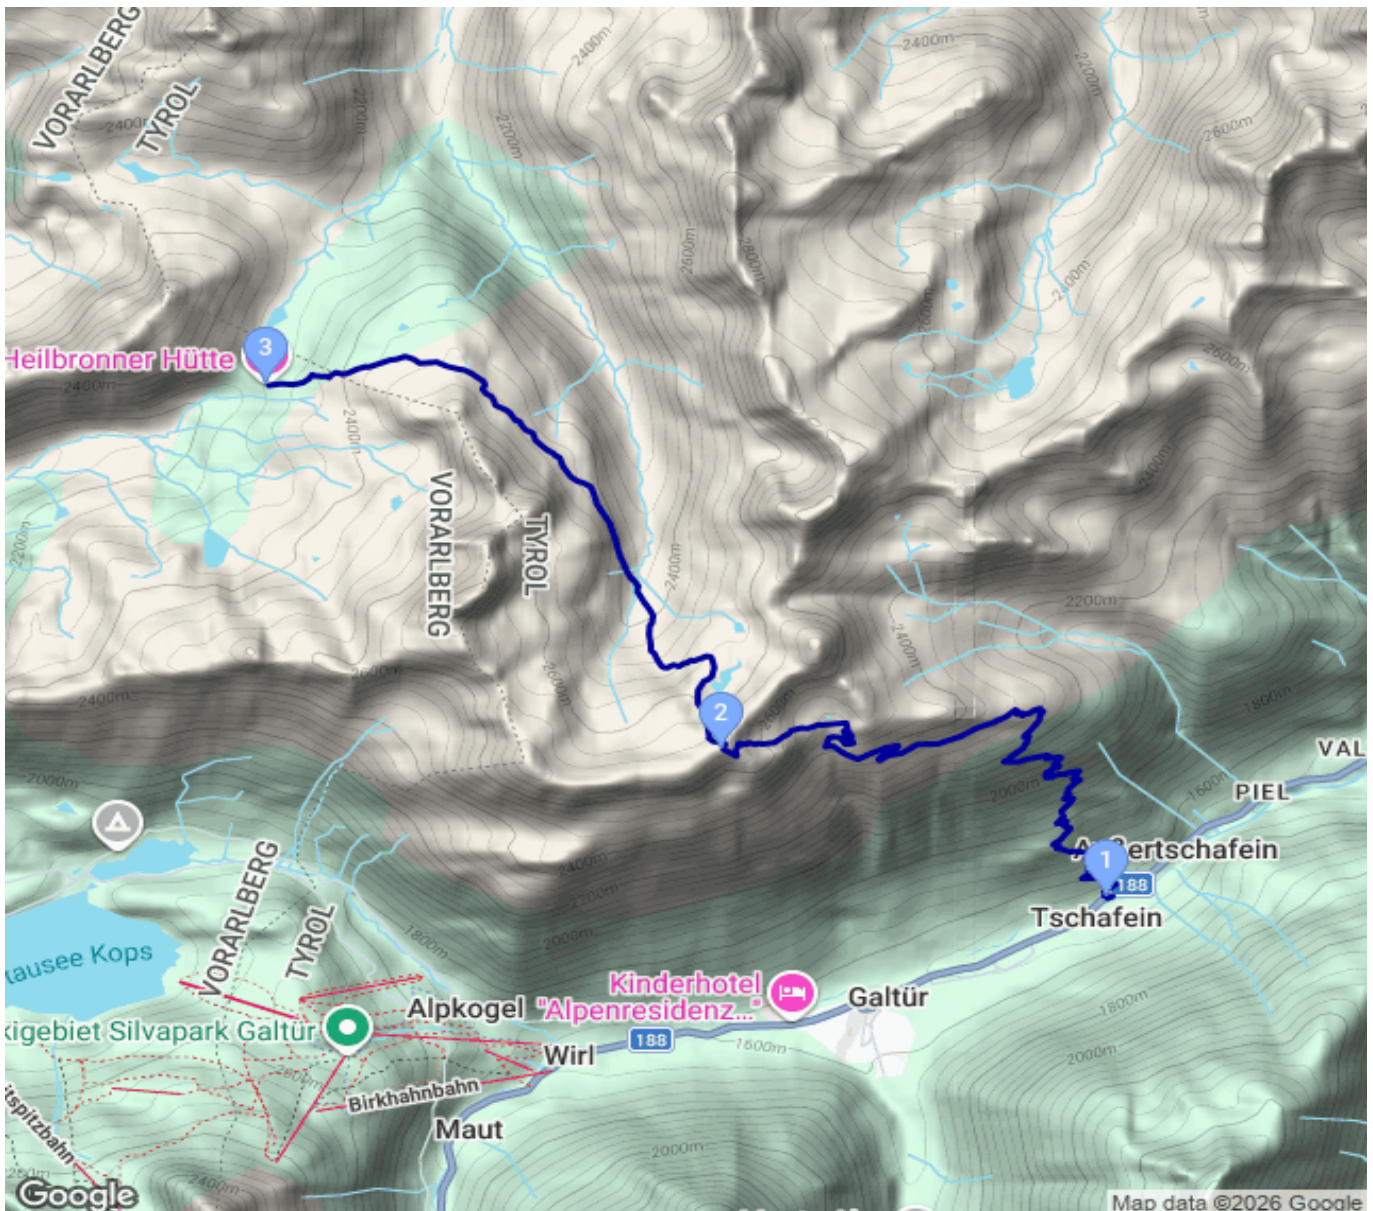 VORARLBERG
TYROL
2400m
2400m
2400m
2200m
2200m
2200m
2600m
2600m
2800m
2400m
3
Heilbronner Hütte
2400m
2600m
2400m
2400m
VORARLBERG
TYROL
2200m
2400m
2200m
2400m
2600m
2600m
2400m
2
1800m
VAL
2000m
2000m
1600m
PIEL
Außertschafein
1
188
Tschafein
2400m
2200m
2000m
VORARLBERG
TYROL
1800m
tausee Kops
Kinderhotel
"Alpenresidenz..."
Galtür
Alpkogel
kigebiet Silvapark Galtür
188
1600m
Wirl
1800m
2000m
Birkhahnbahn
itspitzbahn
Maut
2000m
2400m
Google
Map data ©2026 Google